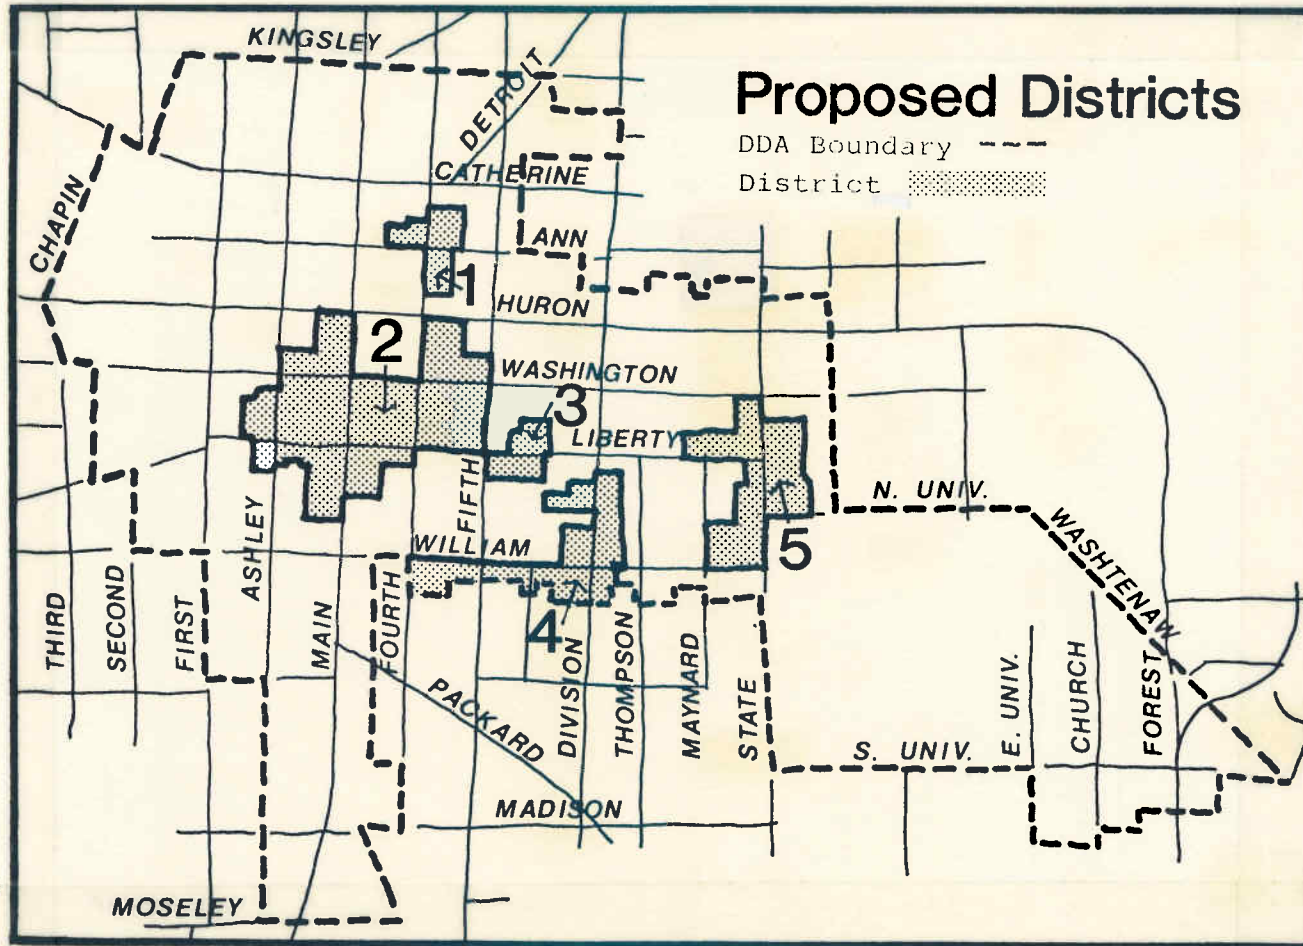 KINGSLEY
DETROIT
Proposed Districts
DDA Boundary
District
CATHERINE
CHAPIN
ANN
1
HURON
2
WASHINGTON
3
LIBERTY
FIFTH
N. UNIV.
WASHTENAW
ASHLEY
WILLIAM
5
THIRD
SECOND
FIRST
MAIN
FOURTH
4
DIVISION
THOMPSON
MAYNARD
STATE
E. UNIV.
CHURCH
FOREST
PACKARD
S. UNIV.
MADISON
MOSELEY